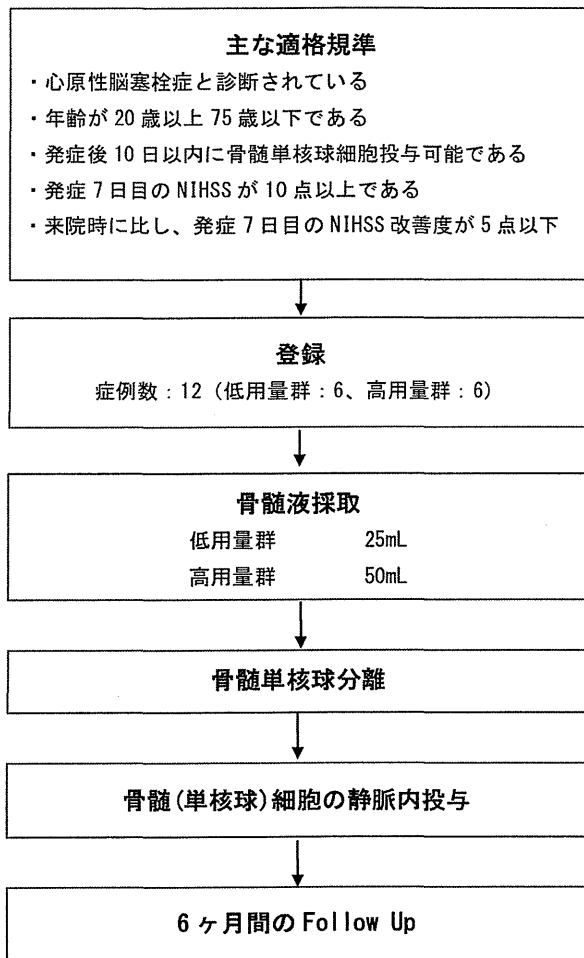 主な適格規準
・心原性脳塞栓症と診断されている
・年齢が 20 歳以上 75 歳以下である
・発症後 10 日以内に骨髄単核球細胞投与可能である
・発症 7 日目の NIHSS が 10 点以上である
・来院時に比し、発症 7 日目の NIHSS 改善度が 5 点以下
登録
症例数：12（低用量群：6、高用量群：6）
骨髄液採取
低用量群 25mL
高用量群 50mL
骨髄単核球分離
骨髄(単核球)細胞の静脈内投与
6 ヶ月間の Follow Up